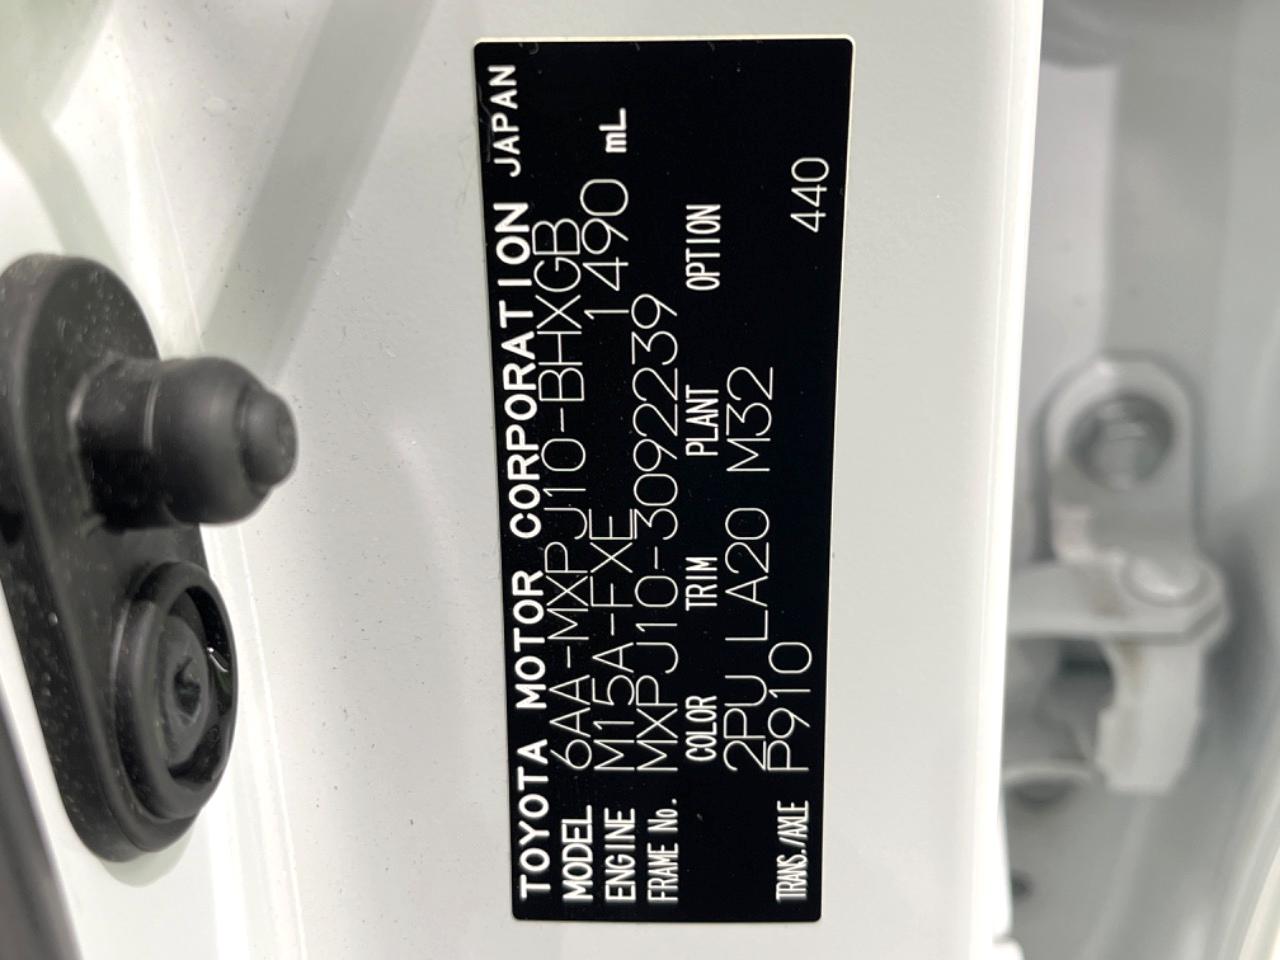 TOYOTA MOTOR CORPORATION JAPAN
MODEL 6AA-MXPJ10-BHXGB
ENGINE M15A-FXE 1490 mL
FRAME No. MXPJ10-3092239
COLOR TRIM PLANT OPTION
2PU LA20 M32
TRANS./AXLE P910 440